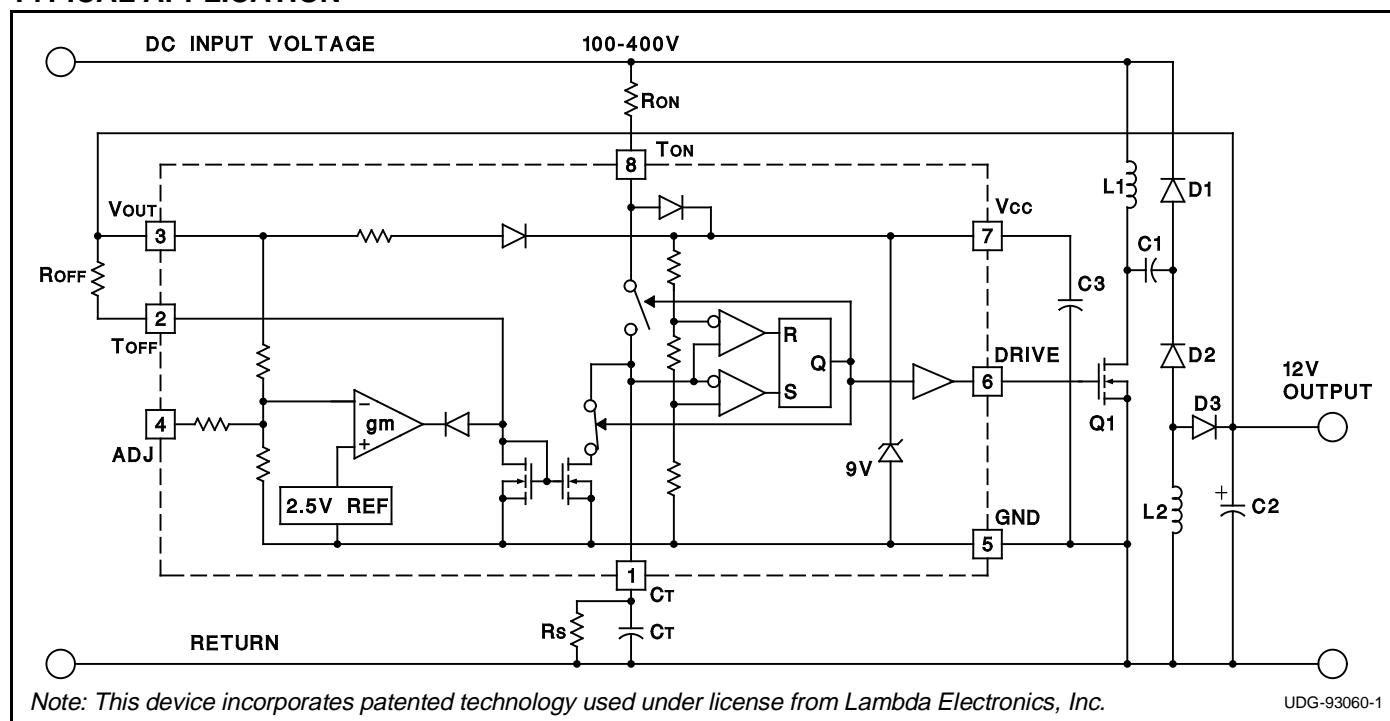 DC INPUT VOLTAGE 100-400V
RON
8 TON
L1 D1
VOUT
3
VCC
7
C1
ROFF
C3
2
TOFF
R
Q
S
DRIVE
6
D2
12V
OUTPUT
4
ADJ
−
gm
+
Q1
D3
9V
2.5V REF
GND
5
L2
+
C2
1
CT
RS CT
RETURN
Note: This device incorporates patented technology used under license from Lambda Electronics, Inc.
UDG-93060-1